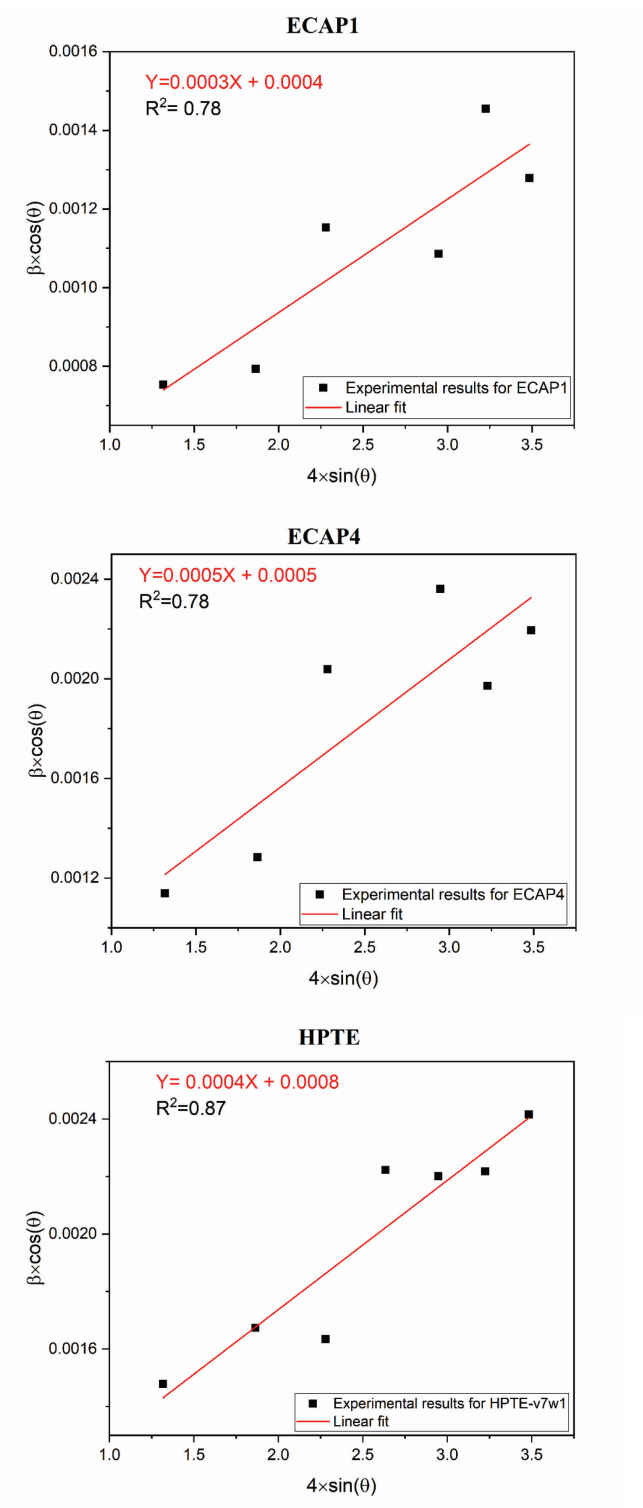 ECAP1
0.0016
0.0014
0.0012
0.0010
0.0008
β×cos(θ)
Y=0.0003X + 0.0004
R²= 0.78
Experimental results for ECAP1
Linear fit
1.0 1.5 2.0 2.5 3.0 3.5
4×sin(θ)
ECAP4
0.0024
0.0020
0.0016
0.0012
β×cos(θ)
Y=0.0005X + 0.0005
R²=0.78
Experimental results for ECAP4
Linear fit
1.0 1.5 2.0 2.5 3.0 3.5
4×sin(θ)
HPTE
0.0024
0.0020
0.0016
β×cos(θ)
Y= 0.0004X + 0.0008
R²=0.87
Experimental results for HPTE-v7w1
Linear fit
1.0 1.5 2.0 2.5 3.0 3.5
4×sin(θ)